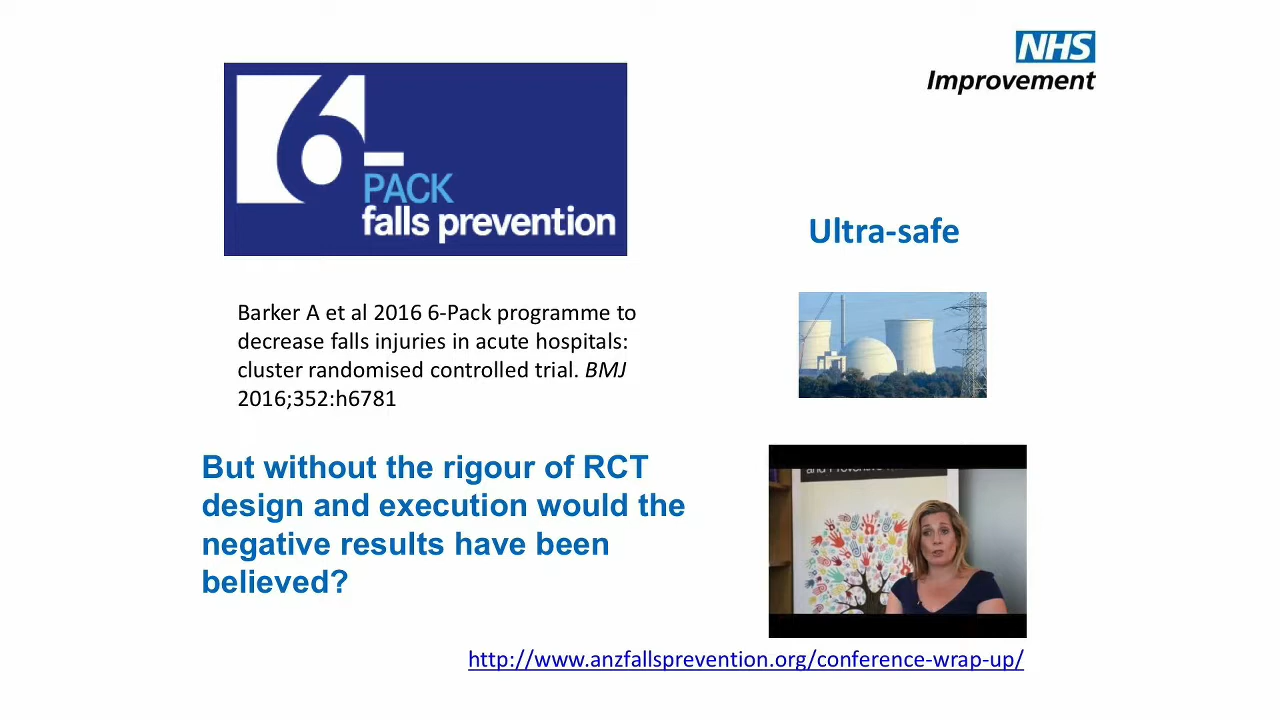 NHS
Improvement
6-
PACK
falls prevention
Ultra-safe
Barker A et al 2016 6-Pack programme to
decrease falls injuries in acute hospitals:
cluster randomised controlled trial. BMJ
2016;352:h6781
But without the rigour of RCT
design and execution would the
negative results have been
believed?
and Preventive
http://www.anzfallsprevention.org/conference-wrap-up/